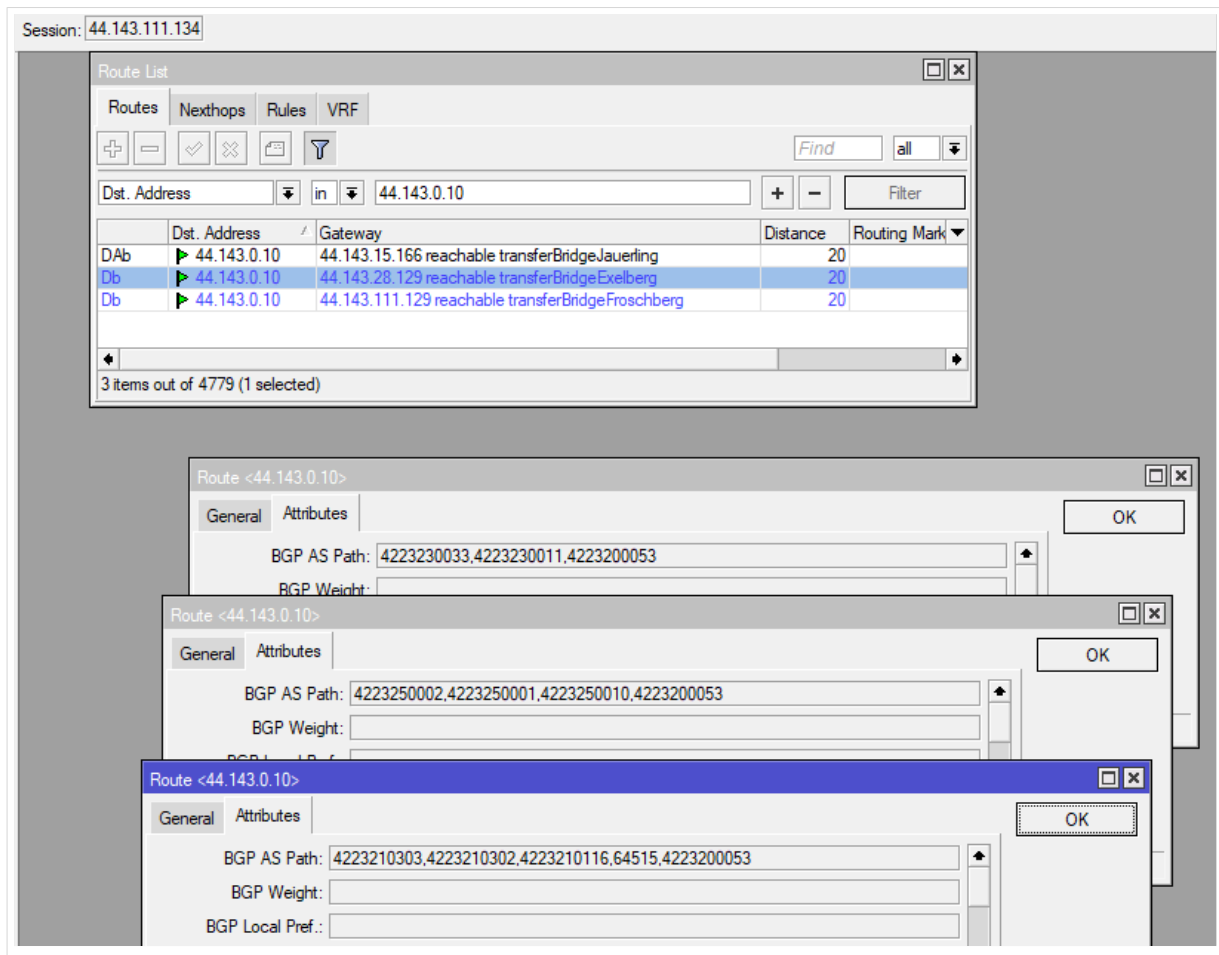 Session: 44.143.111.134
Route List
Routes Nexthops Rules VRF
Find all
Dst. Address in 44.143.0.10 + - Filter
Dst. Address Gateway Distance Routing Mark
DAb 44.143.0.10 44.143.15.166 reachable transferBridgeJauerling 20
Db 44.143.0.10 44.143.28.129 reachable transferBridgeExelberg 20
Db 44.143.0.10 44.143.111.129 reachable transferBridgeFroschberg 20
3 items out of 4779 (1 selected)
Route <44.143.0.10>
General Attributes OK
BGP AS Path: 4223230033,4223230011,4223200053
BGP Weight:
Route <44.143.0.10>
General Attributes OK
BGP AS Path: 4223250002,4223250001,4223250010,4223200053
BGP Weight:
BGP Local Pref.:
Route <44.143.0.10>
General Attributes OK
BGP AS Path: 4223210303,4223210302,4223210116,64515,4223200053
BGP Weight:
BGP Local Pref.: